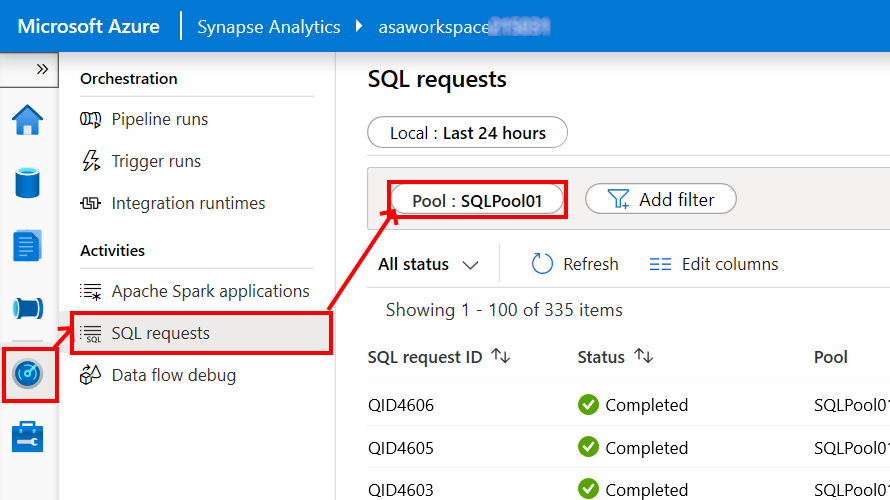 Microsoft Azure
Synapse Analytics
asaworkspace
»
Orchestration
Pipeline runs
Trigger runs
Integration runtimes
Activities
Apache Spark applications
SQL
SQL requests
Data flow debug
SQL requests
Local : Last 24 hours
Pool : SQLPool01
Add filter
All status
Refresh
Edit columns
Showing 1 - 100 of 335 items
SQL request ID Status Pool
QID4606 Completed SQLPool01
QID4605 Completed SQLPool01
QID4603 Completed SQLPool01